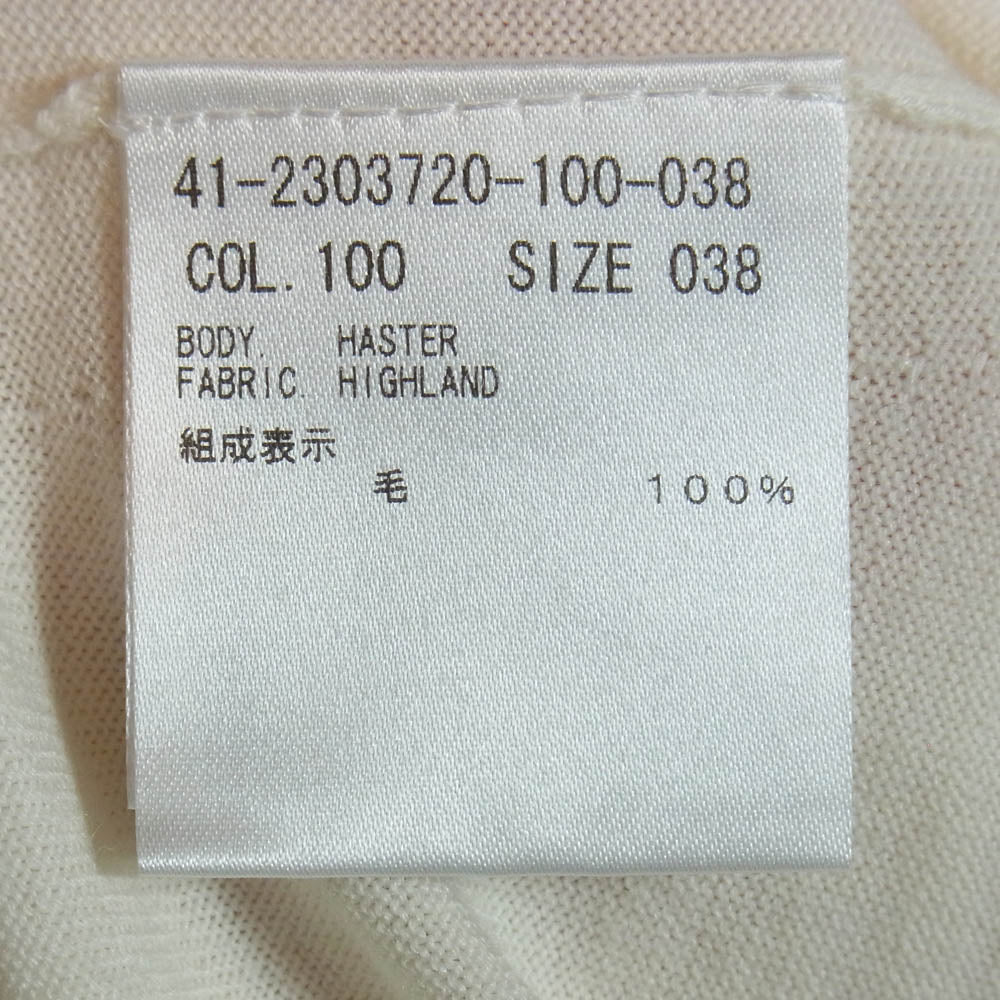 41-2303720-100-038
COL. 100 SIZE 038
BODY. HASTER
FABRIC. HIGHLAND
組成表示
毛 100%